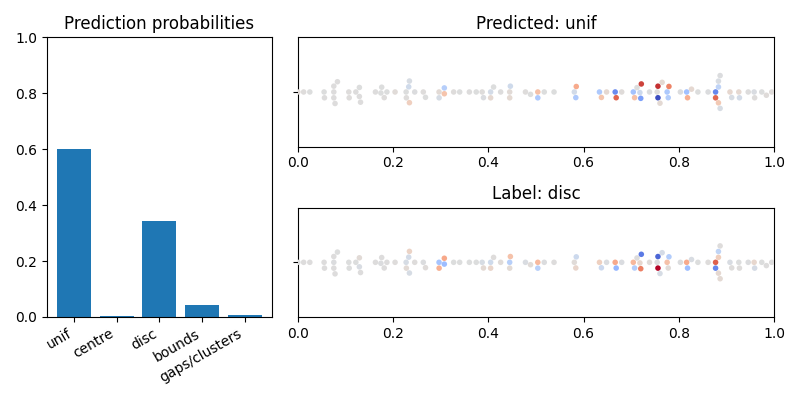 Prediction probabilities
1.0
0.8
0.6
0.4
0.2
0.0
unif
centre
disc
bounds
gaps/clusters
Predicted: unif
0.0 0.2 0.4 0.6 0.8 1.0
Label: disc
0.0 0.2 0.4 0.6 0.8 1.0